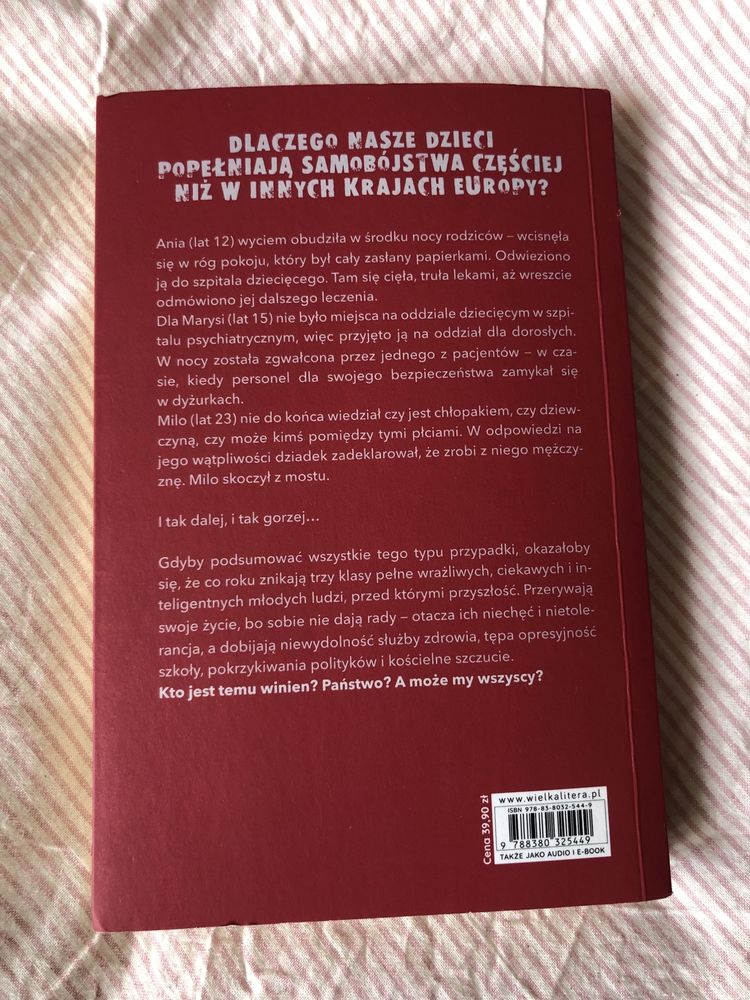 DLACZEGO NASZE DZIECI
POPEŁNIAJĄ SAMOBÓJSTWA CZĘŚCIEJ
NIŻ W INNYCH KRAJACH EUROPY?
Ania (lat 12) wyciem obudziła w środku nocy rodziców – wcisnęła
się w róg pokoju, który był cały zasłany papierkami. Odwieziono
ją do szpitala dziecięcego. Tam się cięła, truła lekami, aż wreszcie
odmówiono jej dalszego leczenia.
Dla Marysi (lat 15) nie było miejsca na oddziale dziecięcym w szpi-
talu psychiatrycznym, więc przyjęto ją na oddział dla dorosłych.
W nocy została zgwałcona przez jednego z pacjentów – w cza-
sie, kiedy personel dla swojego bezpieczeństwa zamykał się
w dyżurkach.
Milo (lat 23) nie do końca wiedział czy jest chłopakiem, czy dziew-
czyną, czy może kimś pomiędzy tymi płciami. W odpowiedzi na
jego wątpliwości dziadek zadeklarował, że zrobi z niego mężczy-
znę. Milo skoczył z mostu.
I tak dalej, i tak gorzej...
Gdyby podsumować wszystkie tego typu przypadki, okazałoby
się, że co roku znikają trzy klasy pełne wrażliwych, ciekawych i in-
teligentnych młodych ludzi, przed którymi przyszłość. Przerywają
swoje życie, bo sobie nie dają rady – otacza ich niechęć i nietole-
rancja, a dobijają niewydolność służby zdrowia, tępa opresyjność
szkoły, pokrzykiwania polityków i kościelne szczucie.
Kto jest temu winien? Państwo? A może my wszyscy?
Cena 39,90 zł
www.wielkalitera.pl
ISBN 978-83-8032-544-9
9 788380 325449
TAKŻE JAKO AUDIO I E-BOOK